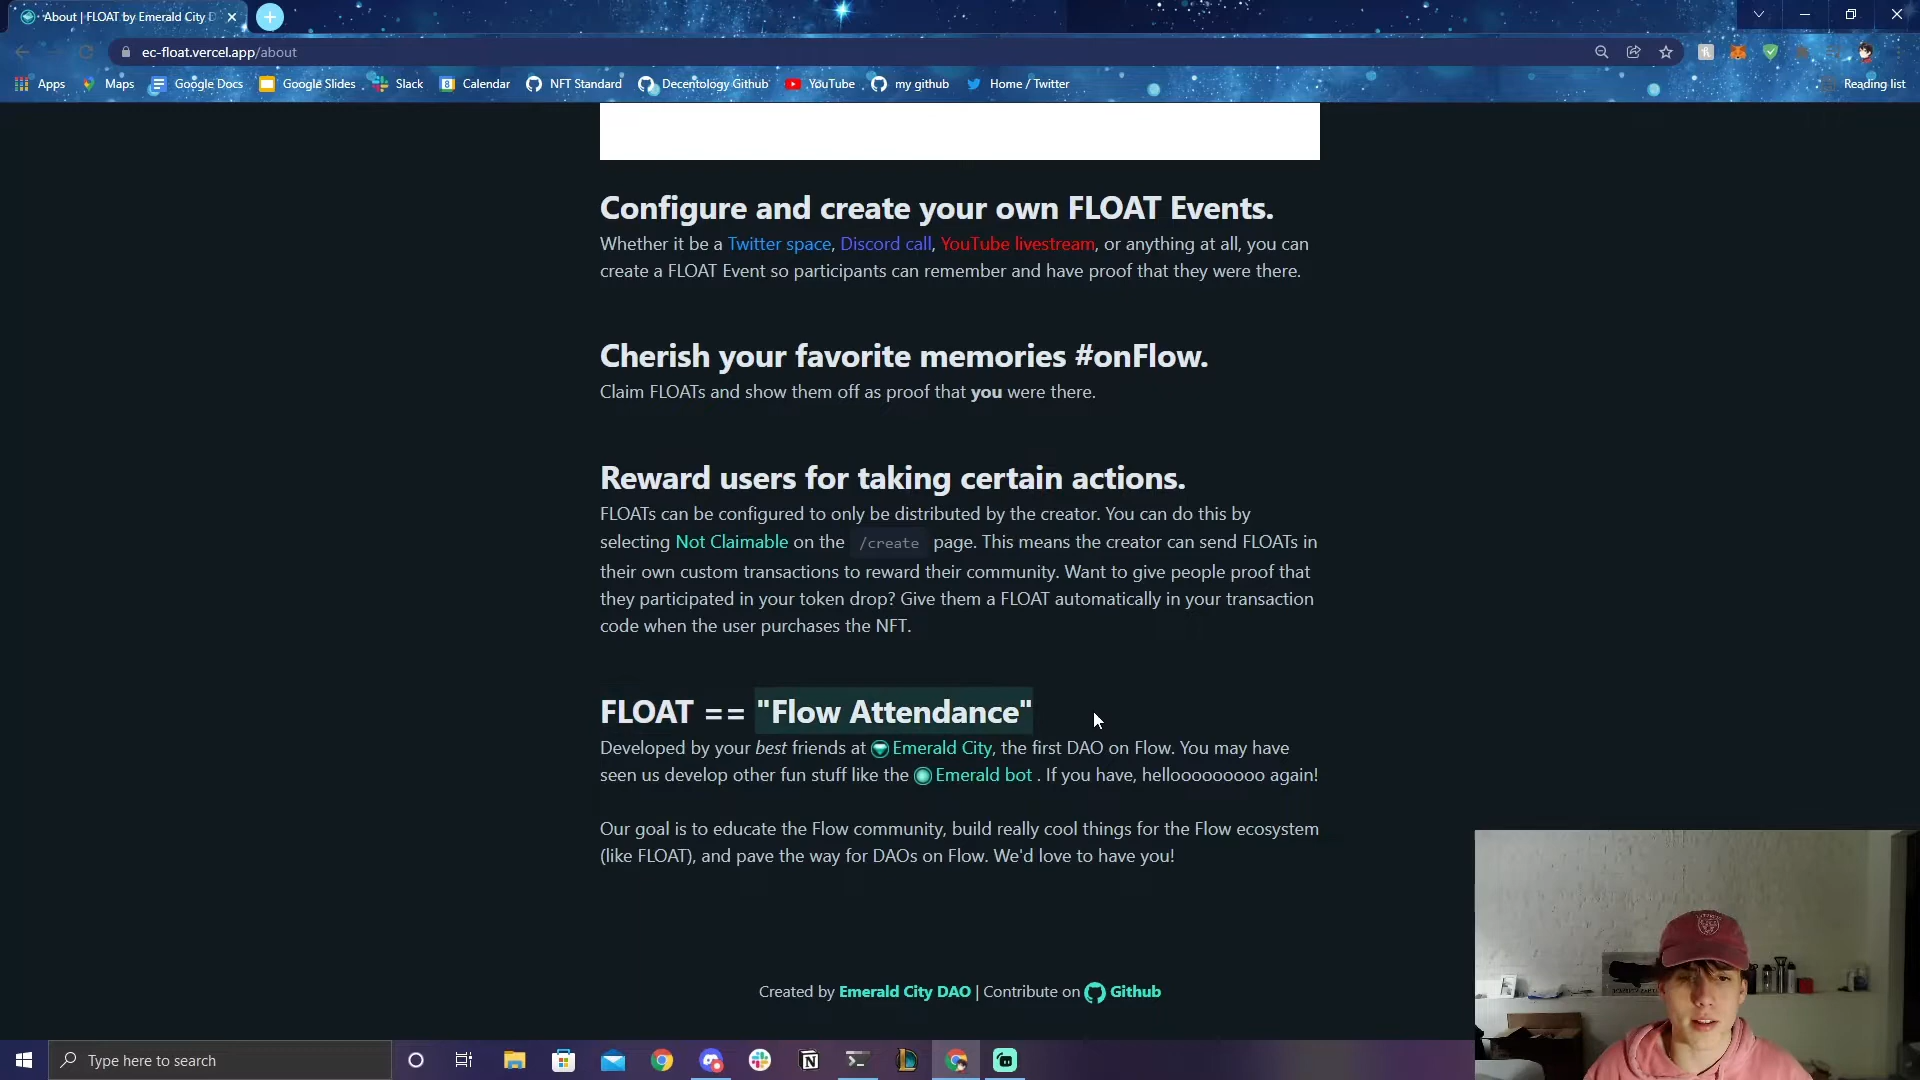 About | FLOAT by Emerald City D
ec-float.vercel.app/about
Apps Maps Google Docs Google Slides Slack Calendar NFT Standard Decentology Github YouTube my github Home / Twitter Reading list
Configure and create your own FLOAT Events.
Whether it be a Twitter space, Discord call, YouTube livestream, or anything at all, you can
create a FLOAT Event so participants can remember and have proof that they were there.
Cherish your favorite memories #onFlow.
Claim FLOATs and show them off as proof that you were there.
Reward users for taking certain actions.
FLOATs can be configured to only be distributed by the creator. You can do this by
selecting Not Claimable on the /create page. This means the creator can send FLOATs in
their own custom transactions to reward their community. Want to give people proof that
they participated in your token drop? Give them a FLOAT automatically in your transaction
code when the user purchases the NFT.
FLOAT == "Flow Attendance"
Developed by your best friends at Emerald City, the first DAO on Flow. You may have
seen us develop other fun stuff like the Emerald bot . If you have, hellooooooooo again!
Our goal is to educate the Flow community, build really cool things for the Flow ecosystem
(like FLOAT), and pave the way for DAOs on Flow. We'd love to have you!
Created by Emerald City DAO | Contribute on Github
Type here to search